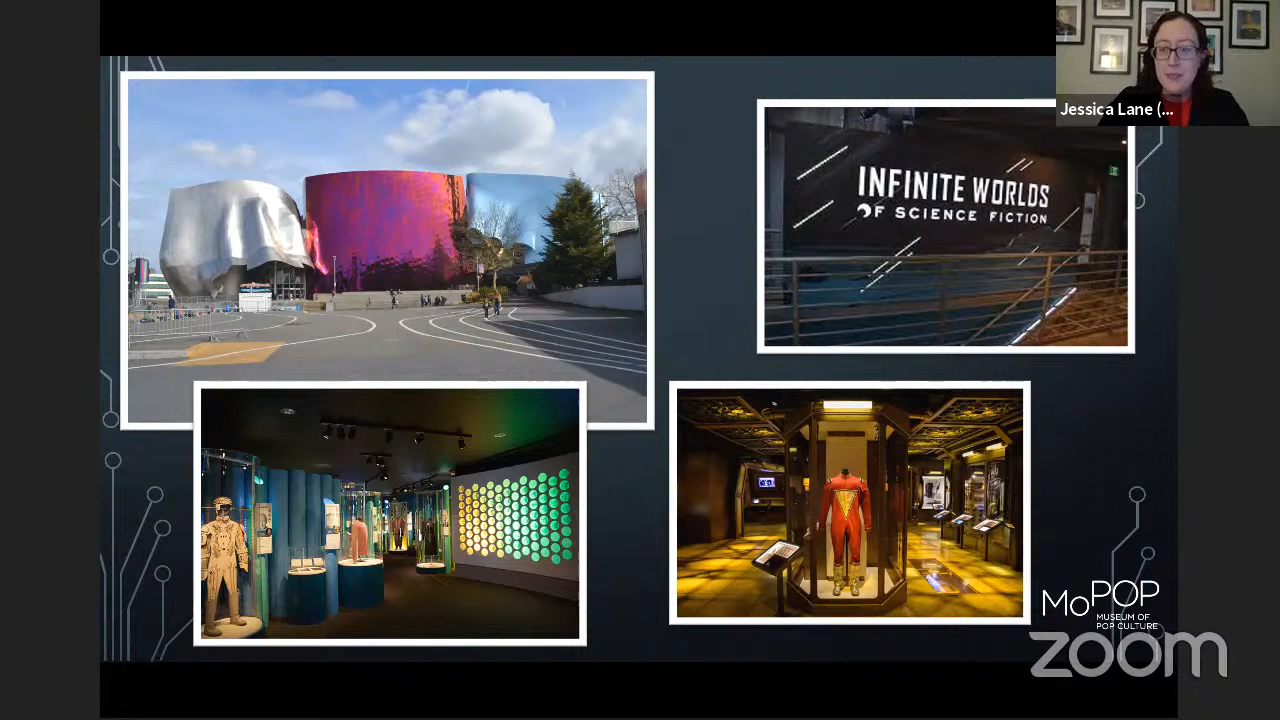 Jessica Lane (...
INFINITE WORLDS
OF SCIENCE FICTION
MoPOP
MUSEUM OF
POP CULTURE
zoom